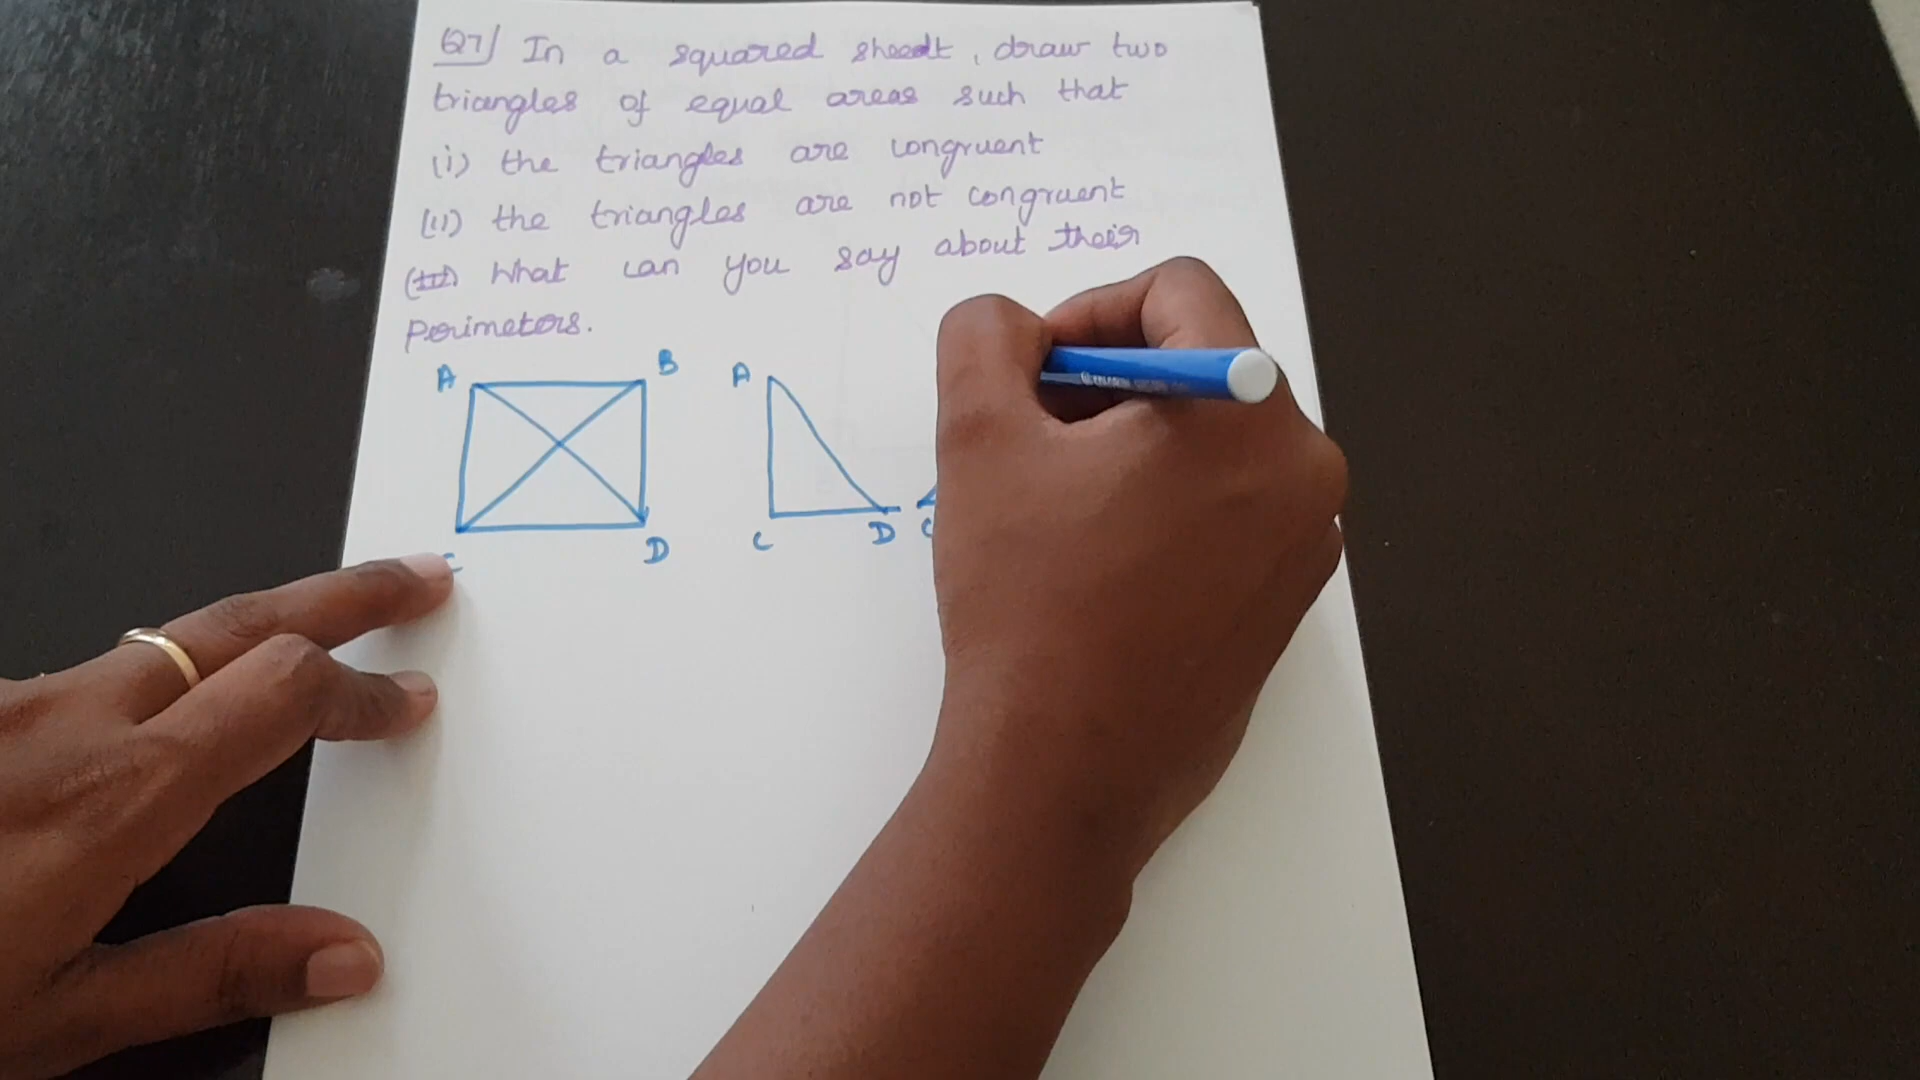 Q7) In a squared sheedt, draw two
triangles of equal areas such that
(i) the triangles are congruent
(ii) the triangles are not congruent
(iii) What can you say about their
Perimeters.
A B A
C D C D C